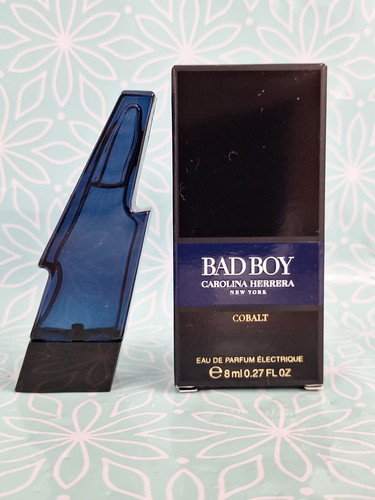 BAD BOY
CAROLINA HERRERA
NEW YORK
COBALT
EAU DE PARFUM ÉLECTRIQUE
℮ 8 ml 0.27 FL OZ